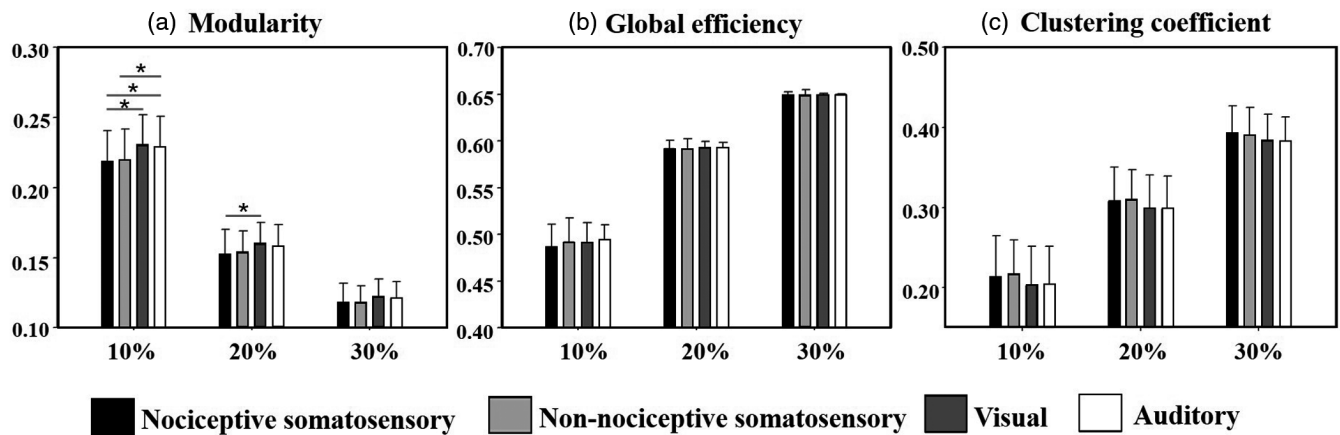 (a) Modularity
0.30
0.25
0.20
0.15
0.10
* * *
*
10% 20% 30%
(b) Global efficiency
0.70
0.65
0.60
0.55
0.50
0.45
0.40
10% 20% 30%
(c) Clustering coefficient
0.50
0.40
0.30
0.20
10% 20% 30%
Nociceptive somatosensory Non-nociceptive somatosensory Visual Auditory